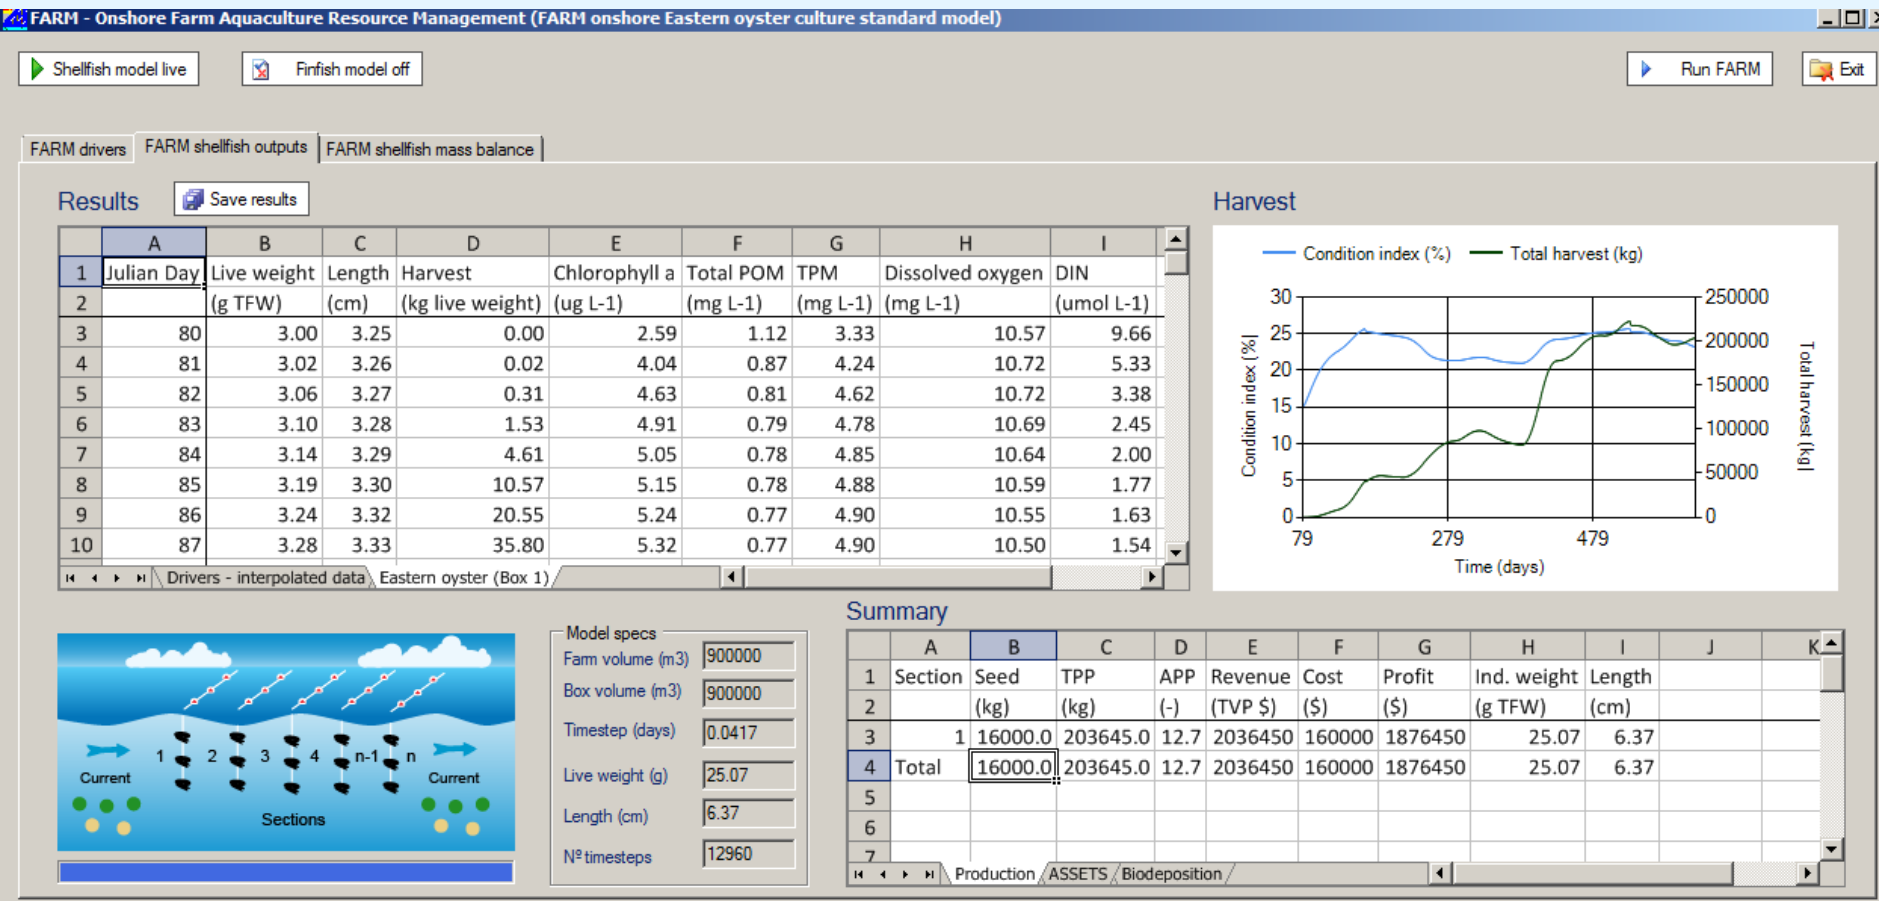 FARM - Onshore Farm Aquaculture Resource Management (FARM onshore Eastern oyster culture standard model)
Shellfish model live
Finfish model off
Run FARM
Exit
FARM drivers
FARM shellfish outputs
FARM shellfish mass balance
Results
Save results
A B C D E F G H I
1 Julian Day Live weight Length Harvest Chlorophyll a Total POM TPM Dissolved oxygen DIN
2 (g TFW) (cm) (kg live weight) (ug L-1) (mg L-1) (mg L-1) (mg L-1) (umol L-1)
3 80 3.00 3.25 0.00 2.59 1.12 3.33 10.57 9.66
4 81 3.02 3.26 0.02 4.04 0.87 4.24 10.72 5.33
5 82 3.06 3.27 0.31 4.63 0.81 4.62 10.72 3.38
6 83 3.10 3.28 1.53 4.91 0.79 4.78 10.69 2.45
7 84 3.14 3.29 4.61 5.05 0.78 4.85 10.64 2.00
8 85 3.19 3.30 10.57 5.15 0.78 4.88 10.59 1.77
9 86 3.24 3.32 20.55 5.24 0.77 4.90 10.55 1.63
10 87 3.28 3.33 35.80 5.32 0.77 4.90 10.50 1.54
Drivers - interpolated data
Eastern oyster (Box 1)
Harvest
Condition index (%)
Total harvest (kg)
30
25
20
15
10
5
0
Condition index (%)
250000
200000
150000
100000
50000
0
Total harvest (kg)
79 279 479
Time (days)
Current
1 2 3 4 n-1 n
Current
Sections
Model specs
Farm volume (m3) 900000
Box volume (m3) 900000
Timestep (days) 0.0417
Live weight (g) 25.07
Length (cm) 6.37
Nº timesteps 12960
Summary
A B C D E F G H I J K
1 Section Seed TPP APP Revenue Cost Profit Ind. weight Length
2 (kg) (kg) (-) (TVP $) ($) ($) (g TFW) (cm)
3 1 16000.0 203645.0 12.7 2036450 160000 1876450 25.07 6.37
4 Total 16000.0 203645.0 12.7 2036450 160000 1876450 25.07 6.37
5
6
7
Production
ASSETS
Biodeposition